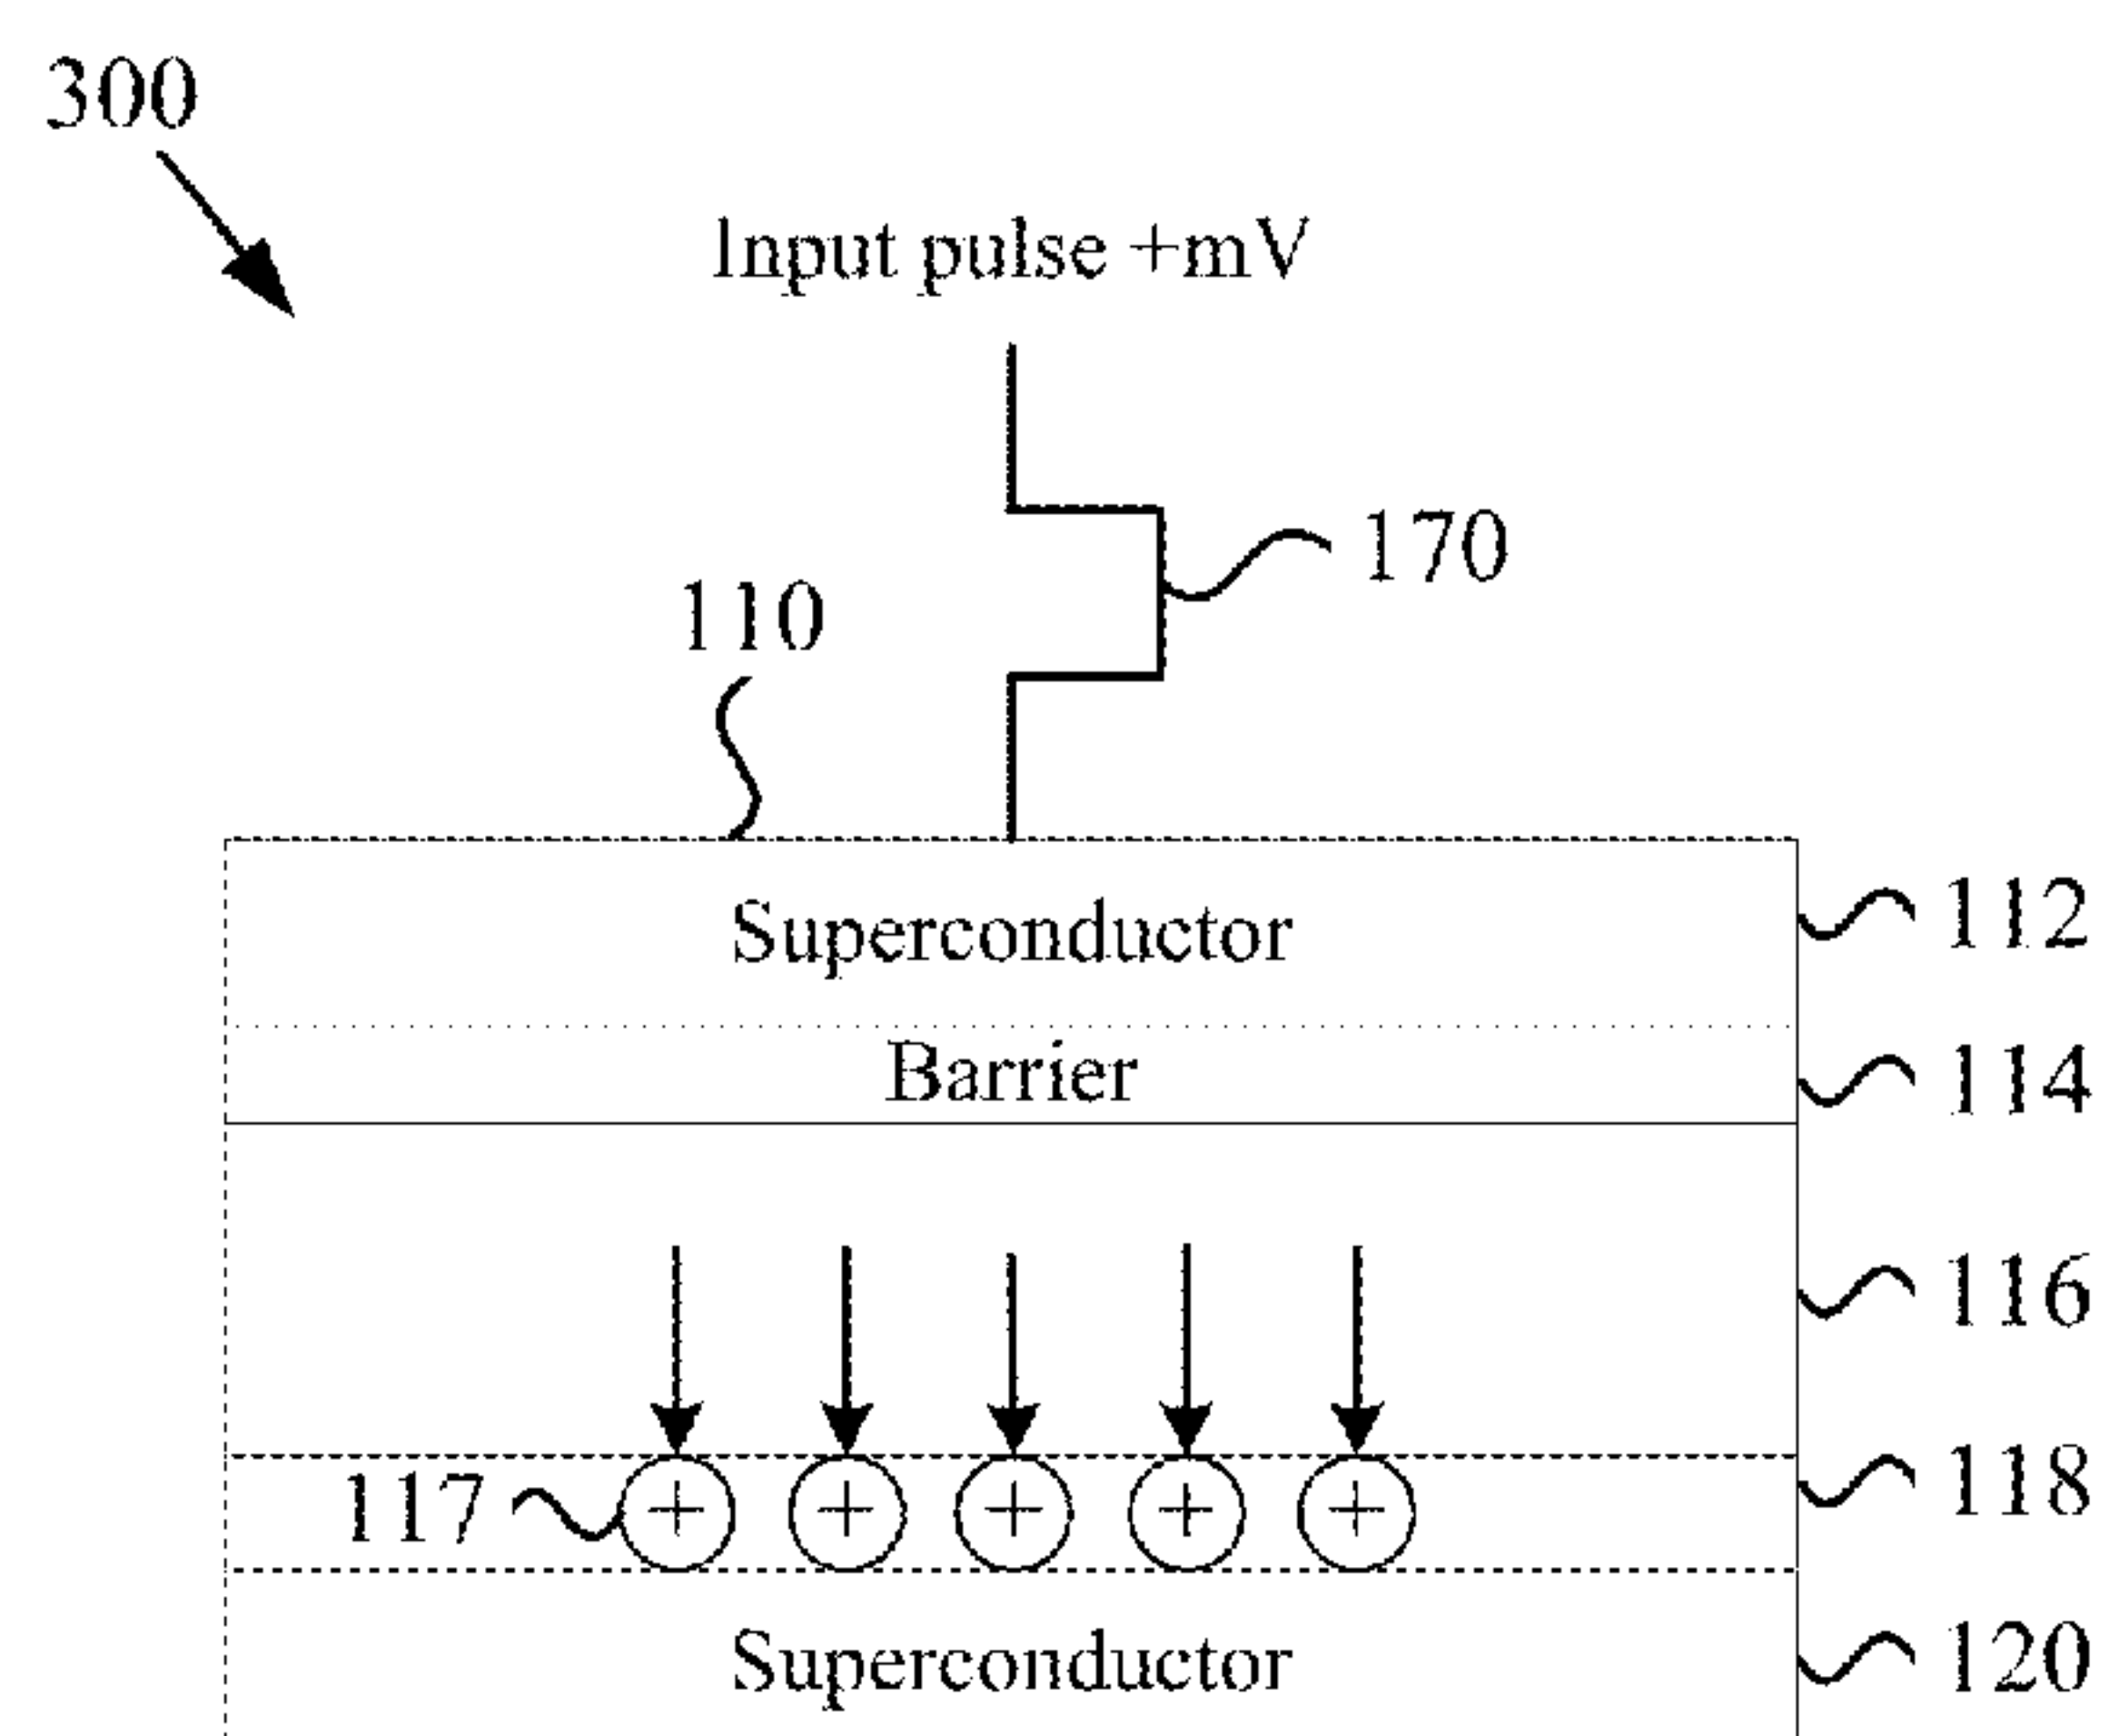 300
Input pulse +mV
170
110
Superconductor
112
Barrier
114
116
117
+ + + + +
118
Superconductor
120